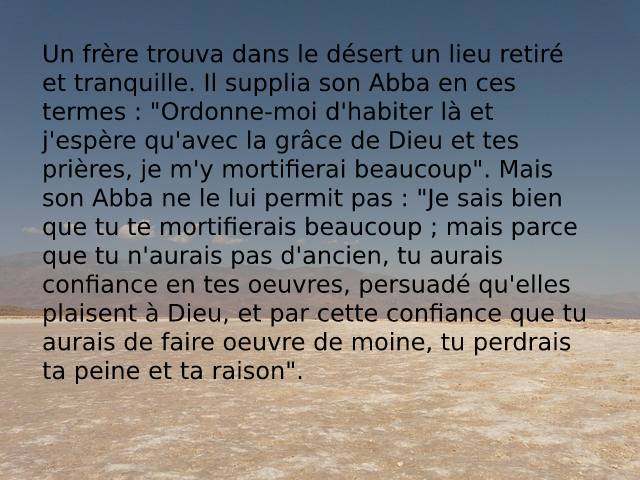 Un frère trouva dans le désert un lieu retiré
et tranquille. Il supplia son Abba en ces
termes : "Ordonne-moi d'habiter là et
j'espère qu'avec la grâce de Dieu et tes
prières, je m'y mortifierai beaucoup". Mais
son Abba ne le lui permit pas : "Je sais bien
que tu te mortifierais beaucoup ; mais parce
que tu n'aurais pas d'ancien, tu aurais
confiance en tes oeuvres, persuadé qu'elles
plaisent à Dieu, et par cette confiance que tu
aurais de faire oeuvre de moine, tu perdrais
ta peine et ta raison".